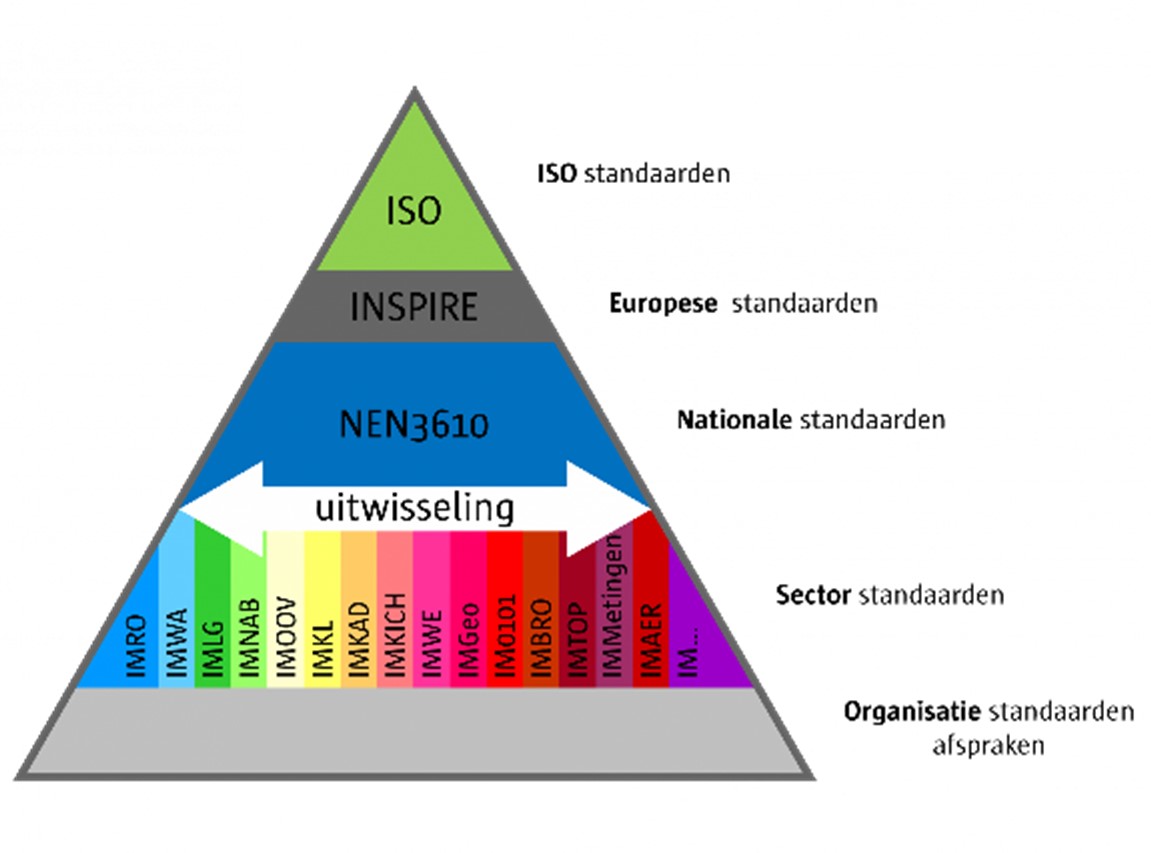 ISO standaarden
ISO
INSPIRE
Europese standaarden
NEN3610
Nationale standaarden
uitwisseling
IMRO
IMWA
IMLG
IMNAB
IMOOV
IMKL
IMKAD
IMKICH
IMWE
IMGeo
IM0101
IMBRO
IMTOP
IMMetingen
IMAER
IM...
Sector standaarden
Organisatie standaarden
afspraken